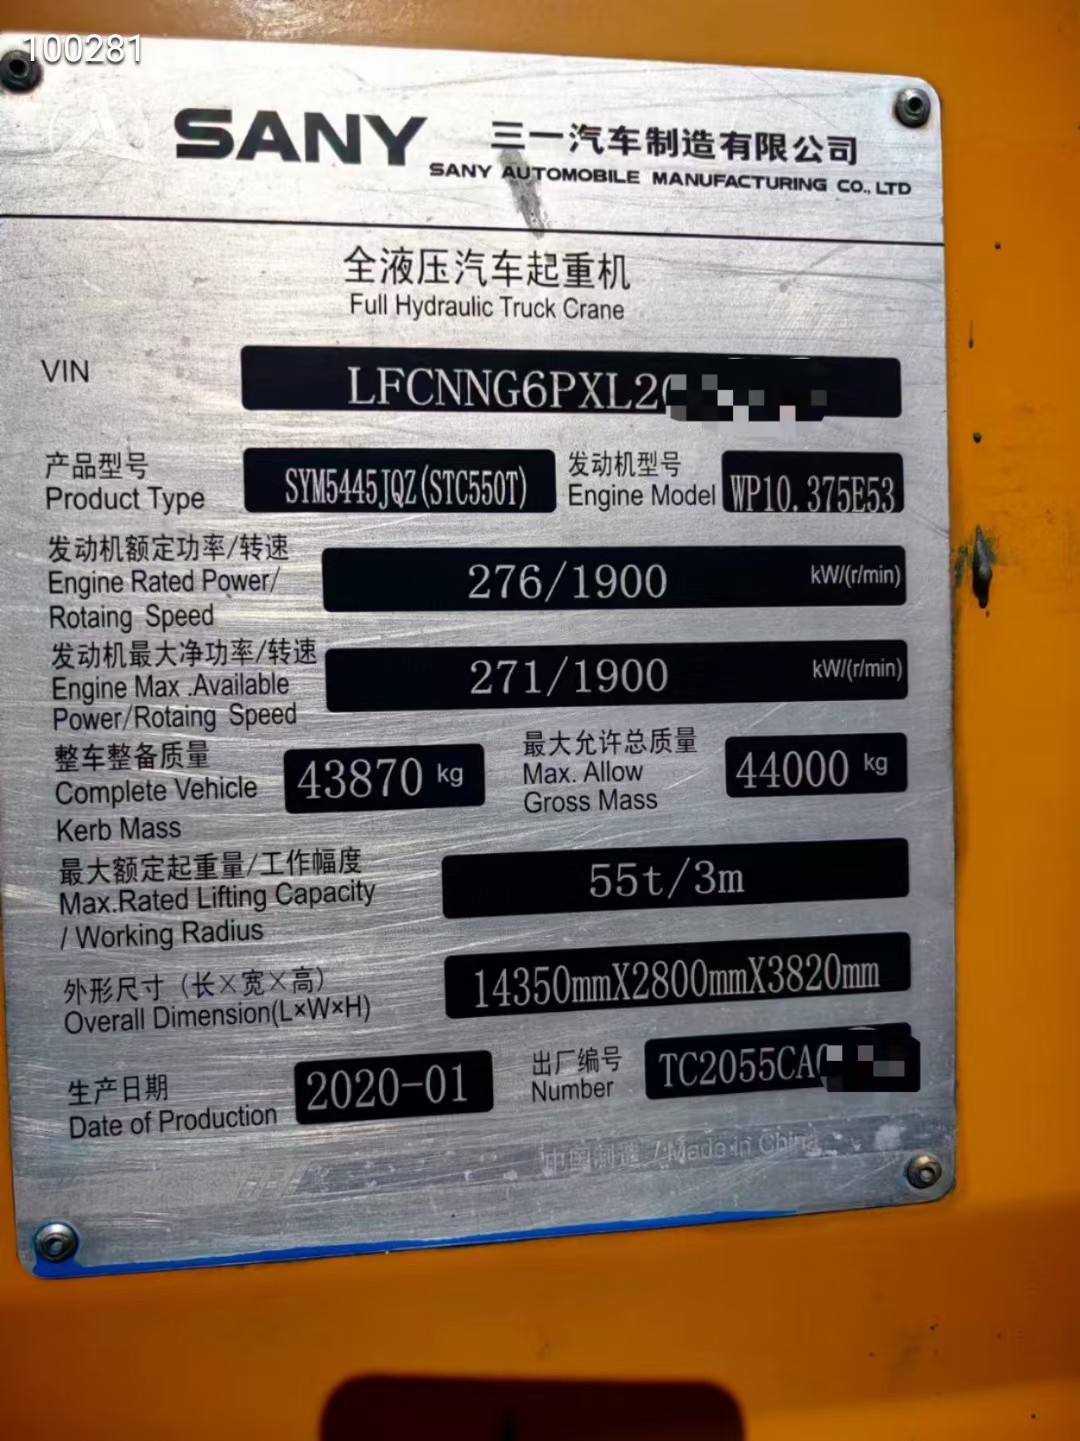 100281
SANY
三一汽车制造有限公司
SANY AUTOMOBILE MANUFACTURING CO., LTD
全液压汽车起重机
Full Hydraulic Truck Crane
VIN LFCNNG6PXL2
产品型号 发动机型号
Product Type SYM5445JQZ(STC550T) Engine Model WP10.375E53
发动机额定功率/转速
Engine Rated Power/ 276/1900 kW/(r/min)
Rotaing Speed
发动机最大净功率/转速
Engine Max .Available 271/1900 kW/(r/min)
Power/Rotaing Speed
整车整备质量 最大允许总质量
Complete Vehicle 43870 kg Max. Allow 44000 kg
Kerb Mass Gross Mass
最大额定起重量/工作幅度
Max.Rated Lifting Capacity 55t/3m
/ Working Radius
外形尺寸（长×宽×高）
Overall Dimension(L×W×H) 14350mmX2800mmX3820mm
生产日期 出厂编号
Date of Production 2020-01 Number TC2055CA
中国制造 / Made in China